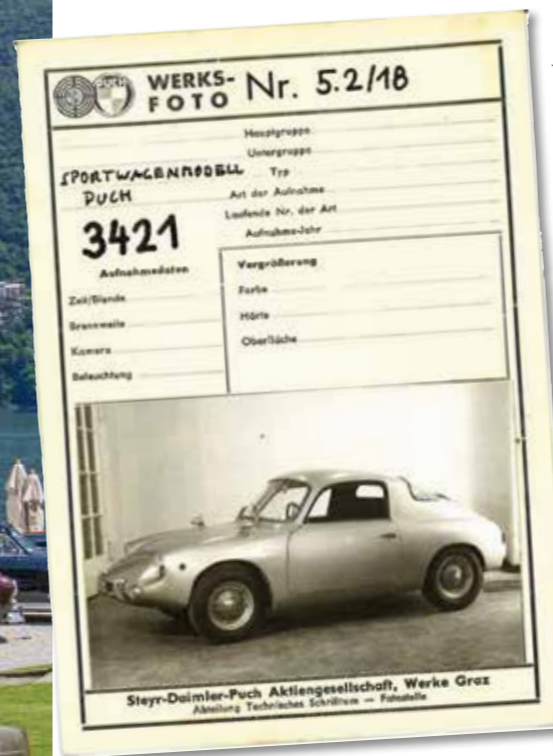 PUCH
WERKS-
FOTO Nr. 5.2/18
Hauptgruppe
Untergruppe
SPORTWAGENMODELL Typ
PUCH
Art der Aufnahme
Laufende Nr. der Art
3421
Aufnahme-Jahr
Aufnahmedaten
Zeit/Blende
Brennweite
Kamera
Beleuchtung
Vergrößerung
Farbe
Härte
Oberfläche
Steyr-Daimler-Puch Aktiengesellschaft, Werke Graz
Abteilung Technisches Schrifttum — Fotostelle